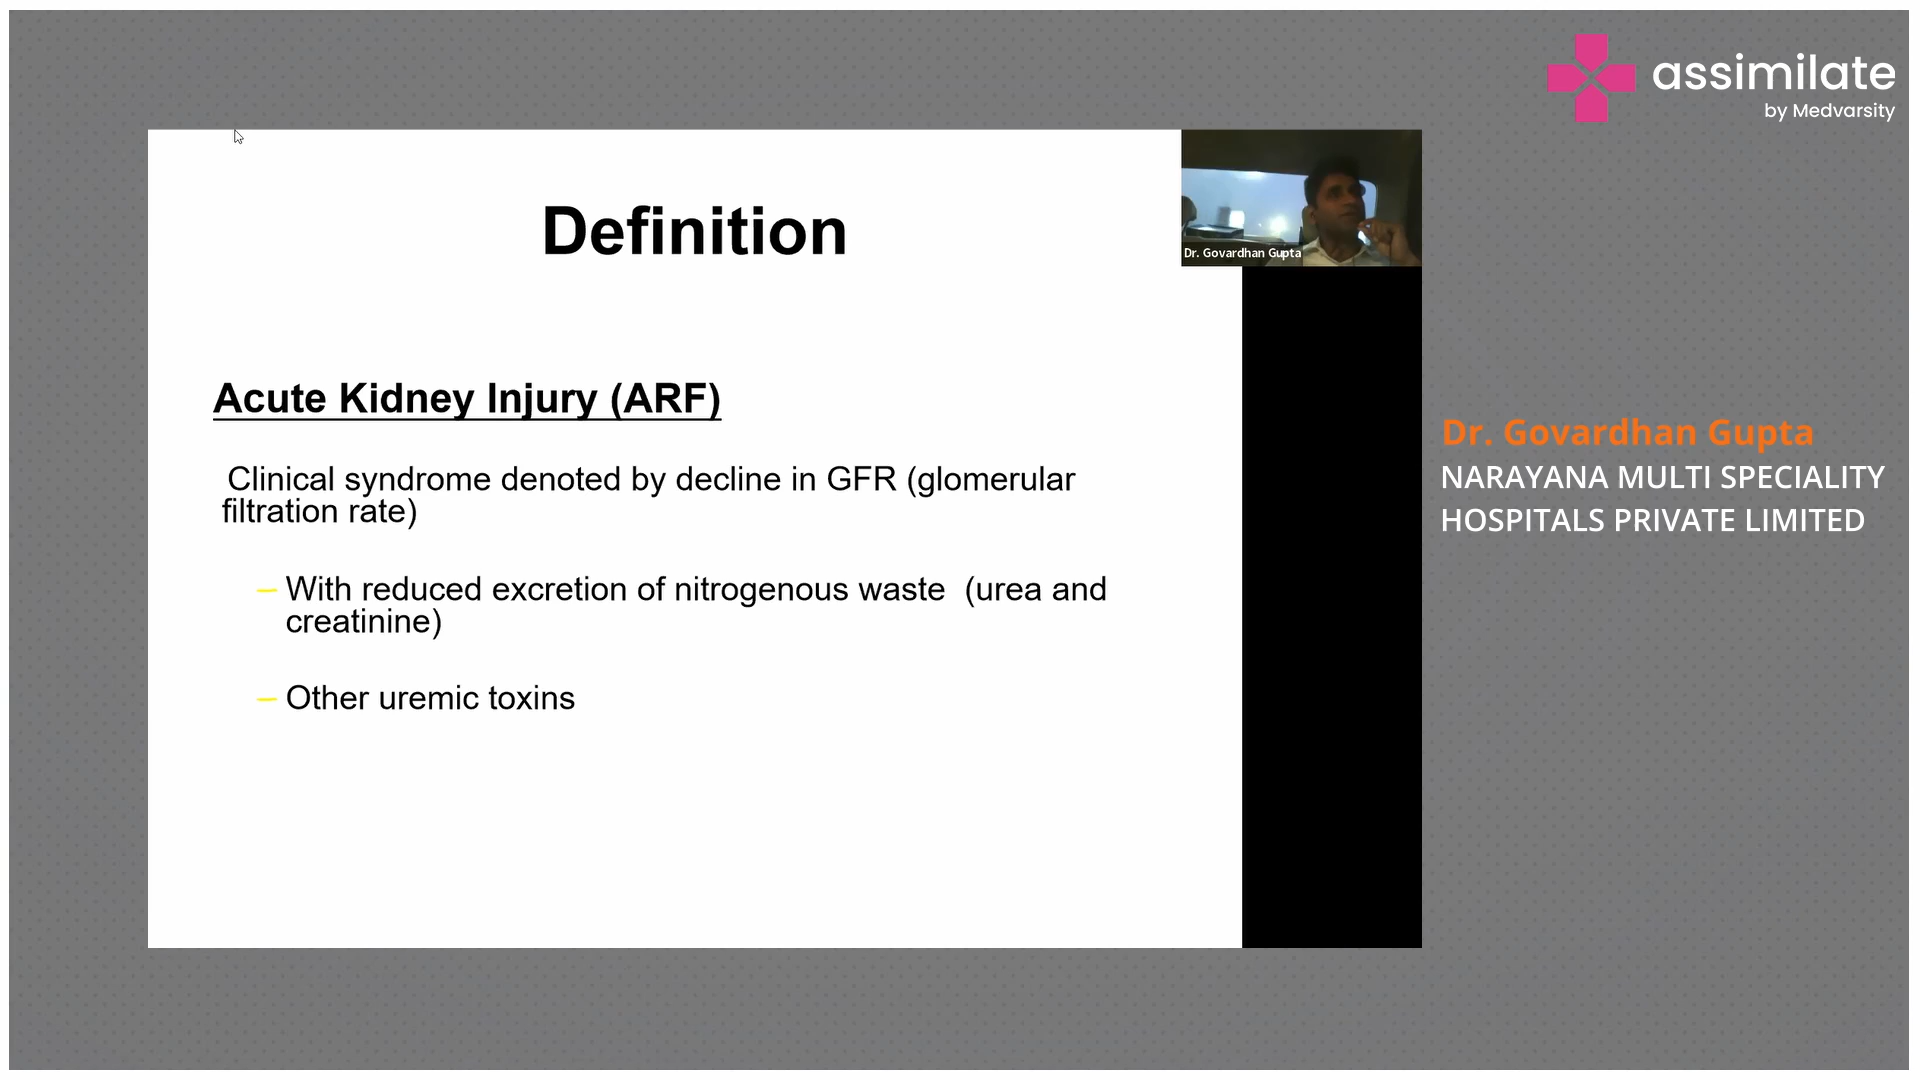 assimilate
by Medvarsity
Definition
Dr. Govardhan Gupta
Acute Kidney Injury (ARF)
Clinical syndrome denoted by decline in GFR (glomerular
filtration rate)
– With reduced excretion of nitrogenous waste (urea and
creatinine)
– Other uremic toxins
Dr. Govardhan Gupta
NARAYANA MULTI SPECIALITY
HOSPITALS PRIVATE LIMITED